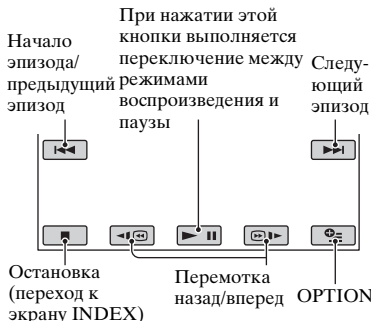 Начало
эпизода/
предыдущий
эпизод
При нажатии этой
кнопки выполняется
переключение между
режимами
воспроизведения и
паузы
Следу-
ющий
эпизод
Остановка
(переход к
экрану INDEX)
Перемотка
назад/вперед
OPTION